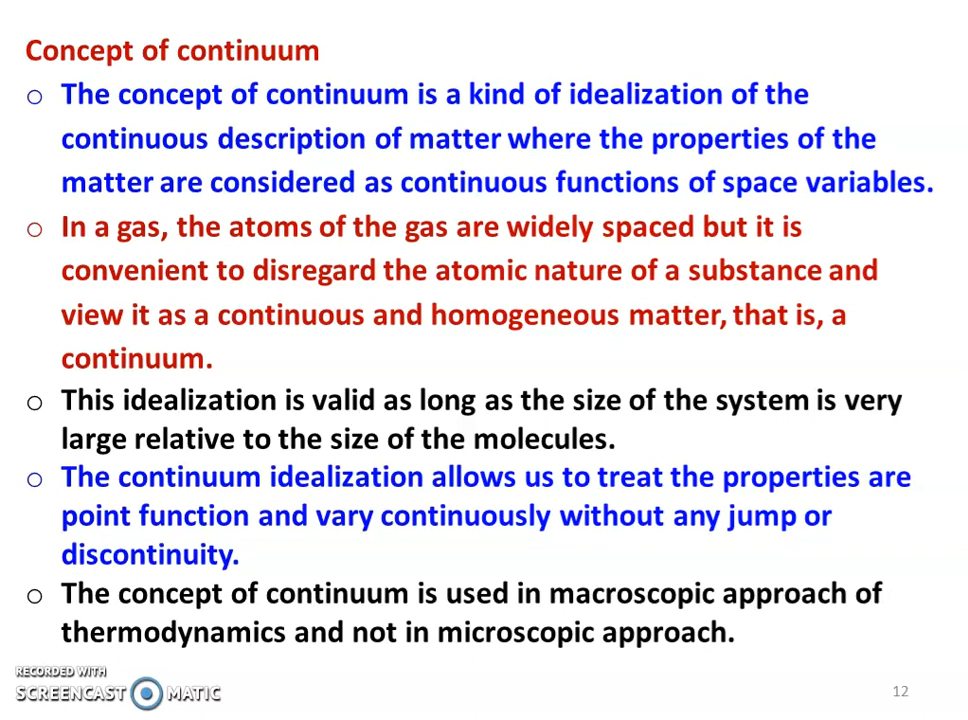 Concept of continuum
o The concept of continuum is a kind of idealization of the
continuous description of matter where the properties of the
matter are considered as continuous functions of space variables.
o In a gas, the atoms of the gas are widely spaced but it is
convenient to disregard the atomic nature of a substance and
view it as a continuous and homogeneous matter, that is, a
continuum.
o This idealization is valid as long as the size of the system is very
large relative to the size of the molecules.
o The continuum idealization allows us to treat the properties are
point function and vary continuously without any jump or
discontinuity.
o The concept of continuum is used in macroscopic approach of
thermodynamics and not in microscopic approach.
RECORDED WITH
SCREENCAST MATIC
12